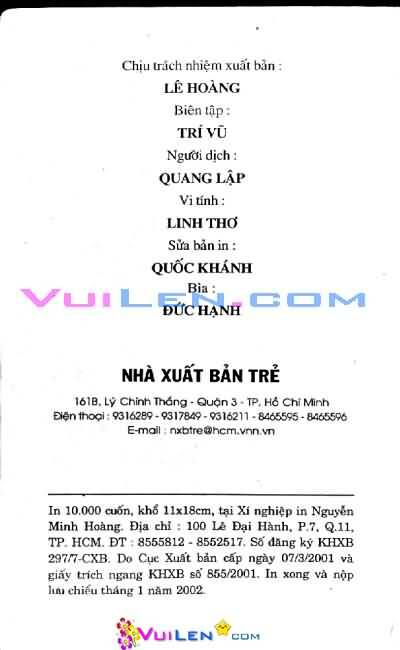 Chịu trách nhiệm xuất bản :
LÊ HOÀNG
Biên tập :
TRÍ VŨ
Người dịch :
QUANG LẬP
Vi tính :
LINH THƠ
Sửa bản in :
QUỐC KHÁNH
Bìa :
VUILEN.COM
ĐỨC HẠNH
NHÀ XUẤT BẢN TRẺ
161B, Lý Chính Thắng - Quận 3 - TP. Hồ Chí Minh
Điện thoại : 9316289 - 9317849 - 9316211 - 8465595 - 8465596
E-mail : nxbtre@hcm.vnn.vn
In 10.000 cuốn, khổ 11x18cm, tại Xí nghiệp in Nguyễn
Minh Hoàng. Địa chỉ : 100 Lê Đại Hành, P.7, Q.11,
TP. HCM. ĐT : 8555812 - 8552517. Số đăng ký KHXB
297/7-CXB. Do Cục Xuất bản cấp ngày 07/3/2001 và
giấy trích ngang KHXB số 855/2001. In xong và nộp
lưu chiểu tháng 1 năm 2002.
VUILEN.COM